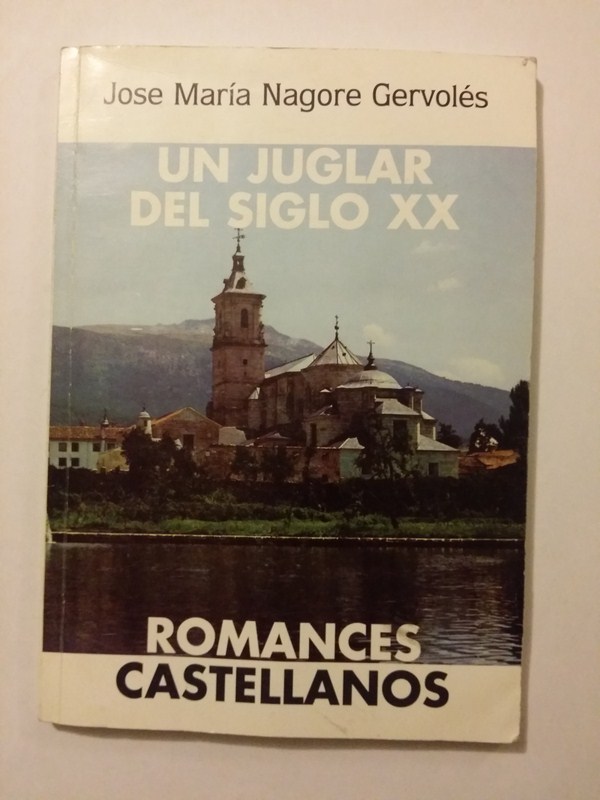 Jose María Nagore Gervolés
UN JUGLAR
DEL SIGLO XX
ROMANCES
CASTELLANOS